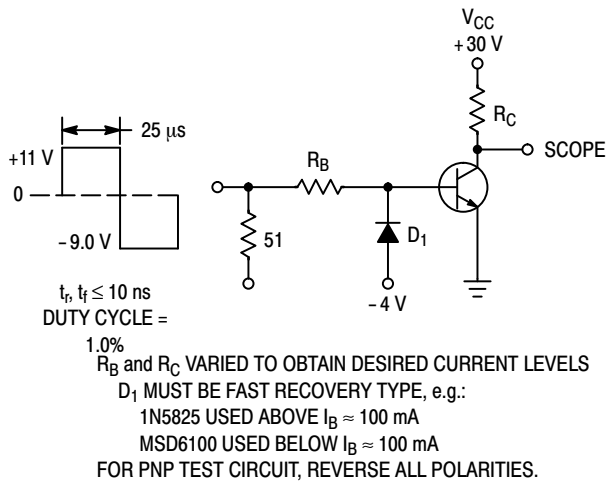 V_CC
+30 V
25 μs
R_C
+11 V
SCOPE
R_B
0
51
D_1
-9.0 V
-4 V
t_r, t_f ≤ 10 ns
DUTY CYCLE =
1.0%
R_B and R_C VARIED TO OBTAIN DESIRED CURRENT LEVELS
D_1 MUST BE FAST RECOVERY TYPE, e.g.:
1N5825 USED ABOVE I_B ≈ 100 mA
MSD6100 USED BELOW I_B ≈ 100 mA
FOR PNP TEST CIRCUIT, REVERSE ALL POLARITIES.